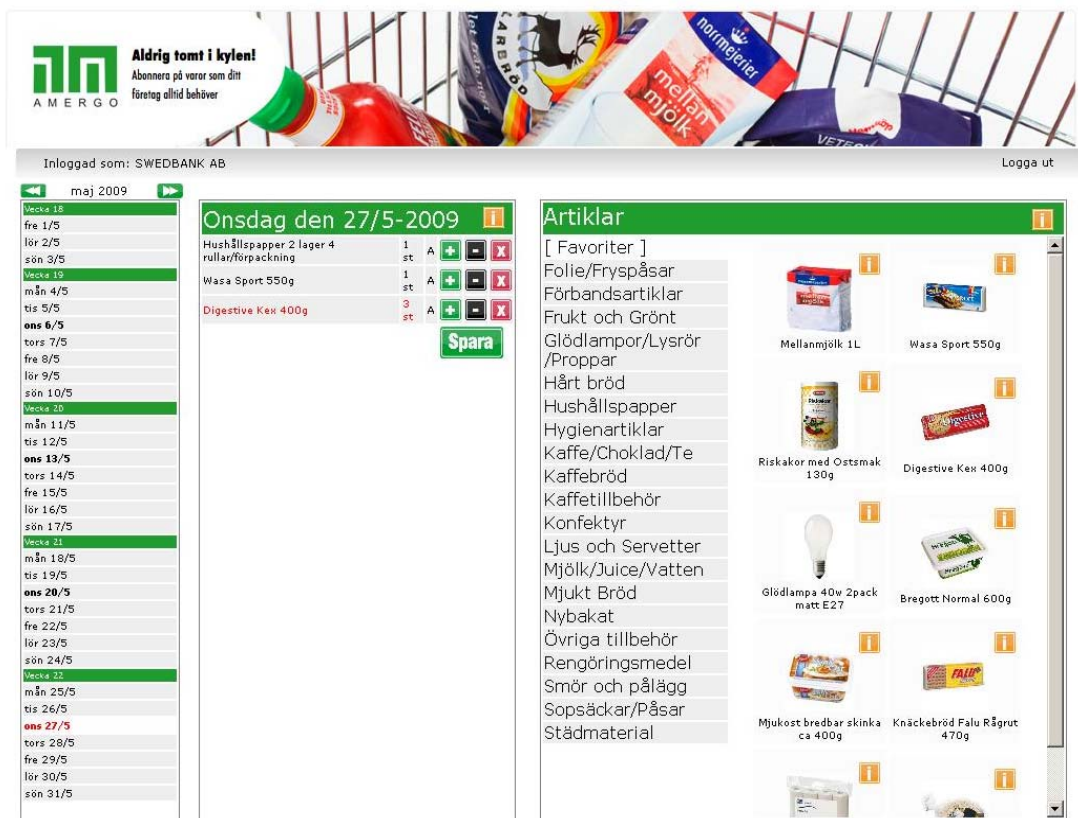 Aldrig tomt i kylen!
Abonnera på varor som ditt
företag alltid behöver
AMERGO
norrmejerier
mellan
mjölk
Inloggad som: SWEDBANK AB
Logga ut
maj 2009
Vecka 18
fre 1/5
lör 2/5
sön 3/5
Vecka 19
mån 4/5
tis 5/5
ons 6/5
tors 7/5
fre 8/5
lör 9/5
sön 10/5
Vecka 20
mån 11/5
tis 12/5
ons 13/5
tors 14/5
fre 15/5
lör 16/5
sön 17/5
Vecka 21
mån 18/5
tis 19/5
ons 20/5
tors 21/5
fre 22/5
lör 23/5
sön 24/5
Vecka 22
mån 25/5
tis 26/5
ons 27/5
tors 28/5
fre 29/5
lör 30/5
sön 31/5
Onsdag den 27/5-2009 i
Hushållspapper 2 lager 4 rullar/förpackning 1 st A + - X
Wasa Sport 550g 1 st A + - X
Digestive Kex 400g 3 st A + - X
Spara
Artiklar i
[ Favoriter ]
Folie/Fryspåsar
Förbandsartiklar
Frukt och Grönt
Glödlampor/Lysrör
/Proppar
Hårt bröd
Hushållspapper
Hygienartiklar
Kaffe/Choklad/Te
Kaffebröd
Kaffetillbehör
Konfektyr
Ljus och Servetter
Mjölk/Juice/Vatten
Mjukt Bröd
Nybakat
Övriga tillbehör
Rengöringsmedel
Smör och pålägg
Sopsäckar/Påsar
Städmaterial
Mellanmjölk 1L
Wasa Sport 550g
Riskakor med Ostsmak
130g
Digestive Kex 400g
Glödlampa 40w 2pack
matt E27
Bregott Normal 600g
Mjukost bredbar skinka
ca 400g
FALU
Knäckebröd Falu Rågrut
470g